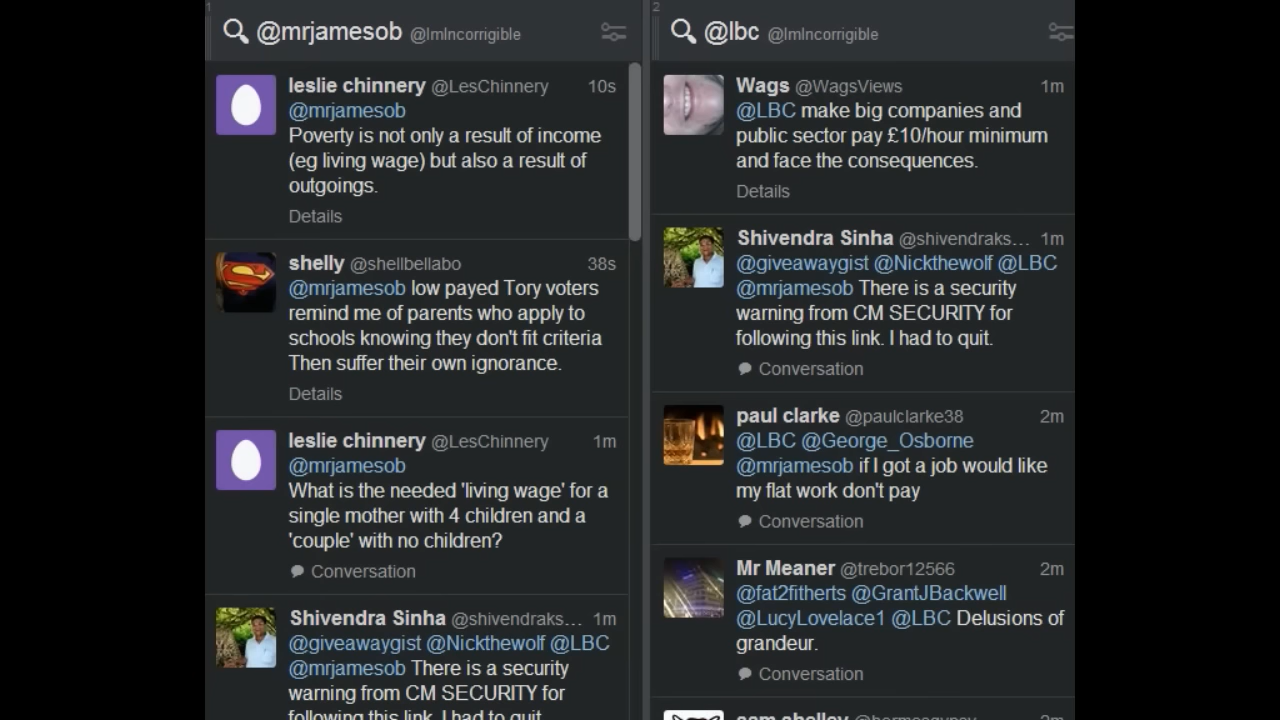 1
@mrjamesob @ImIncorrigible
leslie chinnery @LesChinnery 10s
@mrjamesob
Poverty is not only a result of income
(eg living wage) but also a result of
outgoings.
Details
shelly @shellbellabo 38s
@mrjamesob low payed Tory voters
remind me of parents who apply to
schools knowing they don't fit criteria
Then suffer their own ignorance.
Details
leslie chinnery @LesChinnery 1m
@mrjamesob
What is the needed 'living wage' for a
single mother with 4 children and a
'couple' with no children?
Conversation
Shivendra Sinha @shivendraks... 1m
@giveawaygist @Nickthewolf @LBC
@mrjamesob There is a security
warning from CM SECURITY for
following this link. I had to quit.
2
@lbc @ImIncorrigible
Wags @WagsViews 1m
@LBC make big companies and
public sector pay £10/hour minimum
and face the consequences.
Details
Shivendra Sinha @shivendraks... 1m
@giveawaygist @Nickthewolf @LBC
@mrjamesob There is a security
warning from CM SECURITY for
following this link. I had to quit.
Conversation
paul clarke @paulclarke38 2m
@LBC @George_Osborne
@mrjamesob if I got a job would like
my flat work don't pay
Conversation
Mr Meaner @trebor12566 2m
@fat2fitherts @GrantJBackwell
@LucyLovelace1 @LBC Delusions of
grandeur.
Conversation
sam shelley 2m